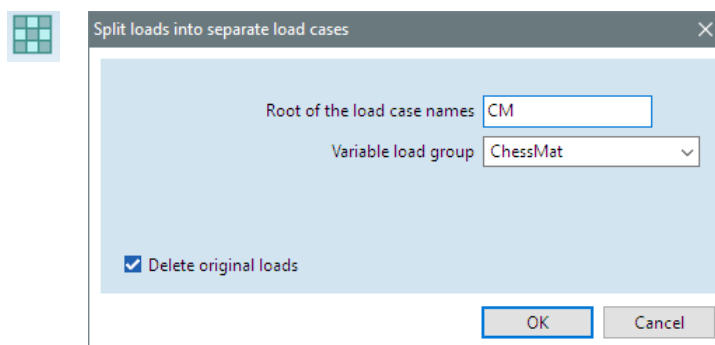 Split loads into separate load cases
Root of the load case names CM
Variable load group ChessMat
Delete original loads
OK Cancel